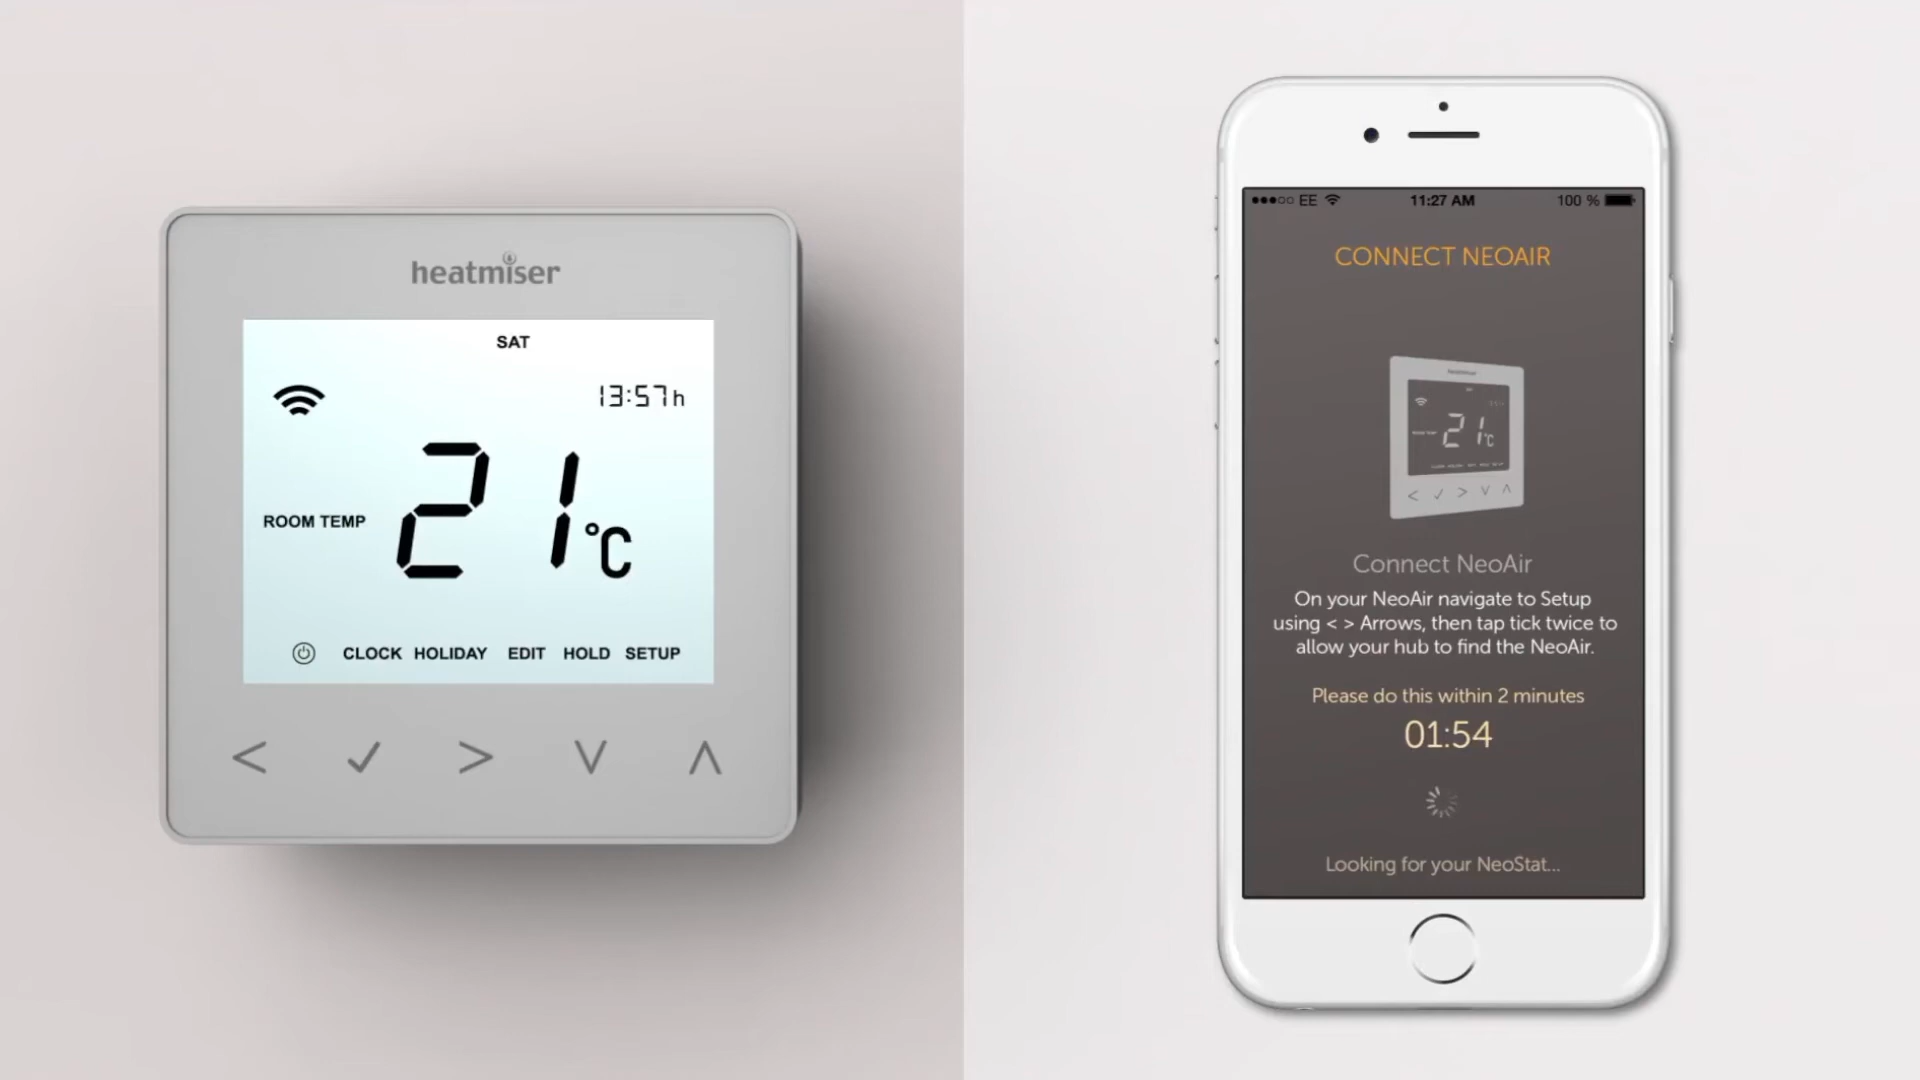 heatmiser
SAT
13:57h
ROOM TEMP
21°C
CLOCK HOLIDAY EDIT HOLD SETUP
< ✓ > V Λ
EE 11:27 AM 100 %
CONNECT NEOAIR
heatmiser
21°C
Connect NeoAir
On your NeoAir navigate to Setup
using < > Arrows, then tap tick twice to
allow your hub to find the NeoAir.
Please do this within 2 minutes
01:54
Looking for your NeoStat...